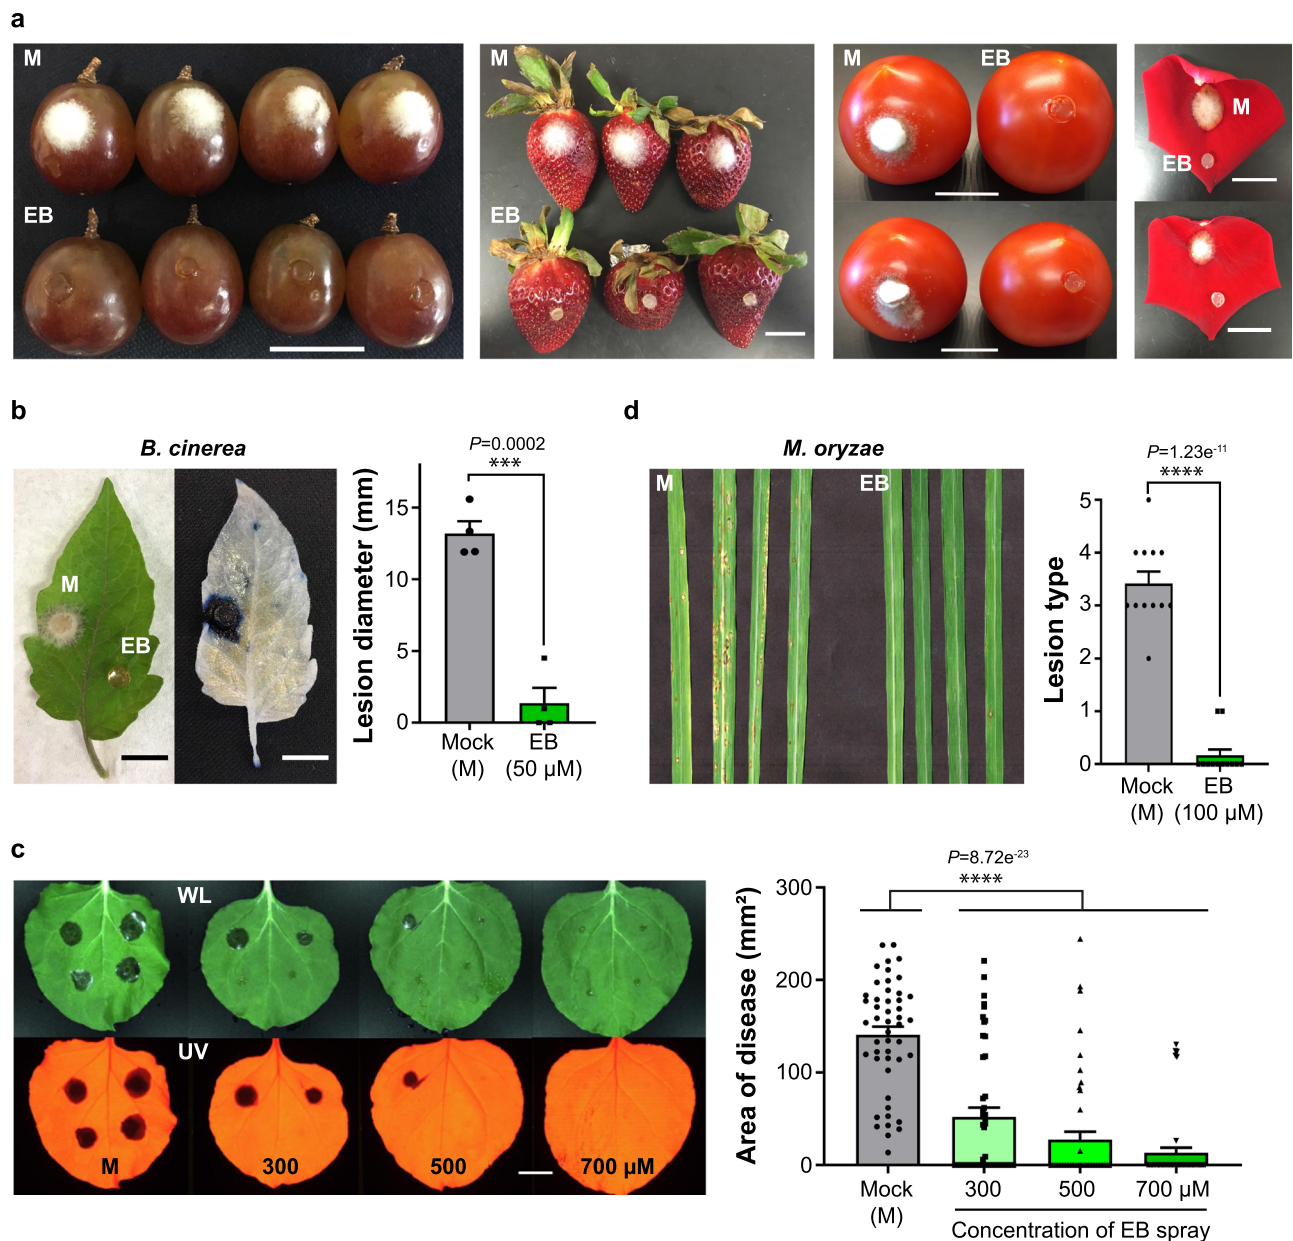 a
M
EB
M
EB
M
EB
M
EB
b
B. cinerea
M
EB
P=0.0002
***
Lesion diameter (mm)
15
10
5
0
Mock
(M)
EB
(50 µM)
d
M. oryzae
M
EB
P=1.23e-11
****
Lesion type
5
4
3
2
1
0
Mock
(M)
EB
(100 µM)
c
WL
UV
M
300
500
700 µM
P=8.72e-23
****
Area of disease (mm²)
300
200
100
0
Mock
(M)
300
500
700 µM
Concentration of EB spray